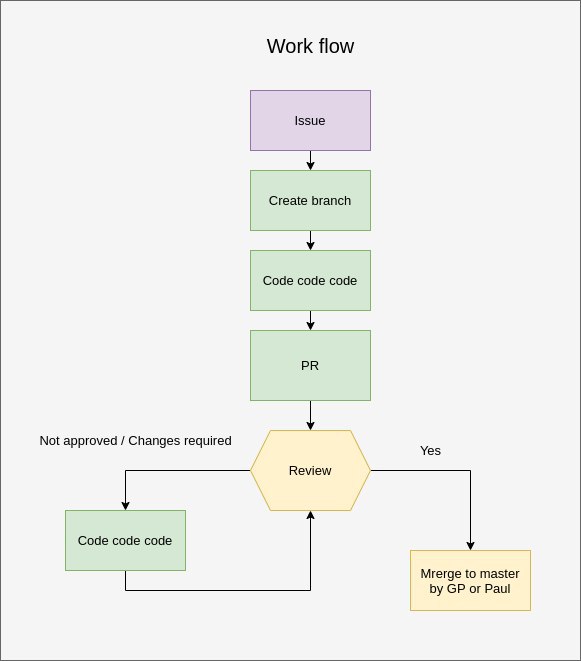 Work flow
Issue
Create branch
Code code code
PR
Not approved / Changes required
Yes
Review
Code code code
Mrerge to master
by GP or Paul